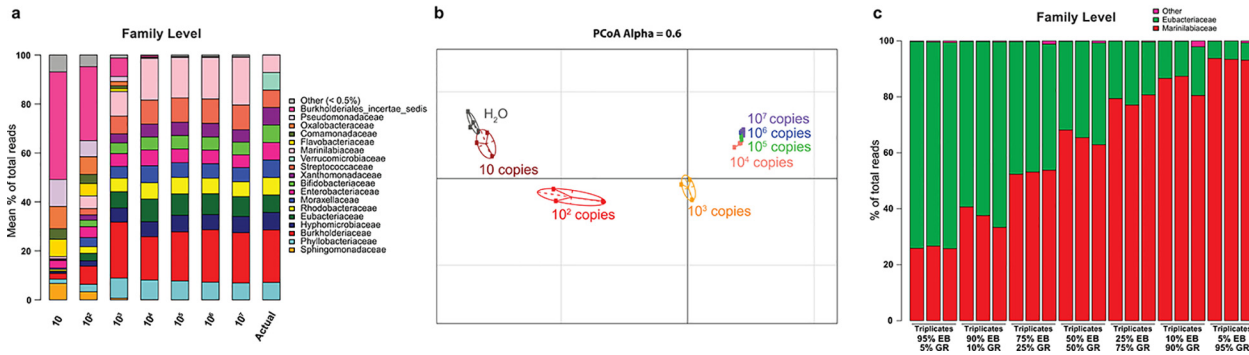 a
Family Level
100
80
60
40
20
0
Mean % of total reads
10
10²
10³
10⁴
10⁵
10⁶
10⁷
Actual
Other (< 0.5%)
Burkholderiales_incertae_sedis
Pseudomonadaceae
Oxalobacteraceae
Comamonadaceae
Flavobacteriaceae
Marinilabiaceae
Verrucomicrobiaceae
Streptococcaceae
Xanthomonadaceae
Bifidobacteriaceae
Enterobacteriaceae
Moraxellaceae
Rhodobacteraceae
Eubacteriaceae
Hyphomicrobiaceae
Burkholderiaceae
Phyllobacteriaceae
Sphingomonadaceae
b
PCoA Alpha = 0.6
H₂O
10 copies
10² copies
10³ copies
10⁷ copies
10⁶ copies
10⁵ copies
10⁴ copies
c
Family Level
Other
Eubacteriaceae
Marinilabiaceae
100
80
60
40
20
0
% of total reads
Triplicates
95% EB
5% GR
Triplicates
90% EB
10% GR
Triplicates
75% EB
25% GR
Triplicates
50% EB
50% GR
Triplicates
25% EB
75% GR
Triplicates
10% EB
90% GR
Triplicates
5% EB
95% GR